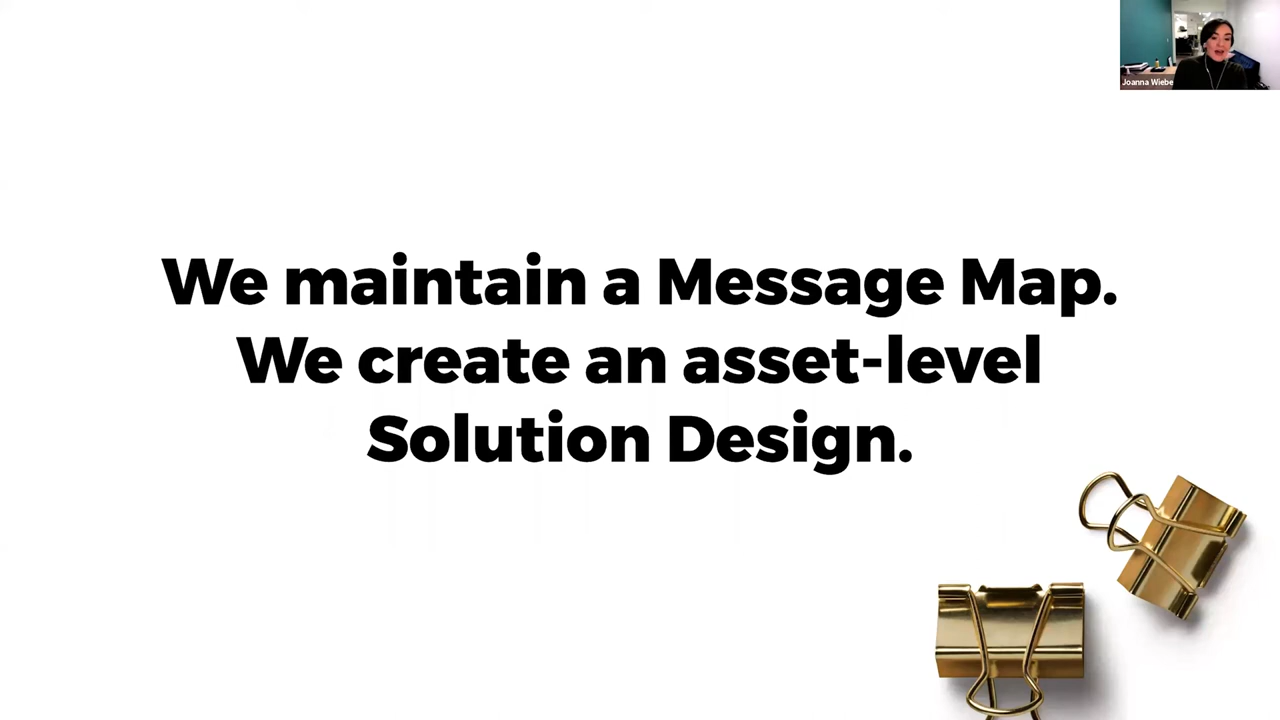 Joanna Wiebe
We maintain a Message Map.
We create an asset-level
Solution Design.